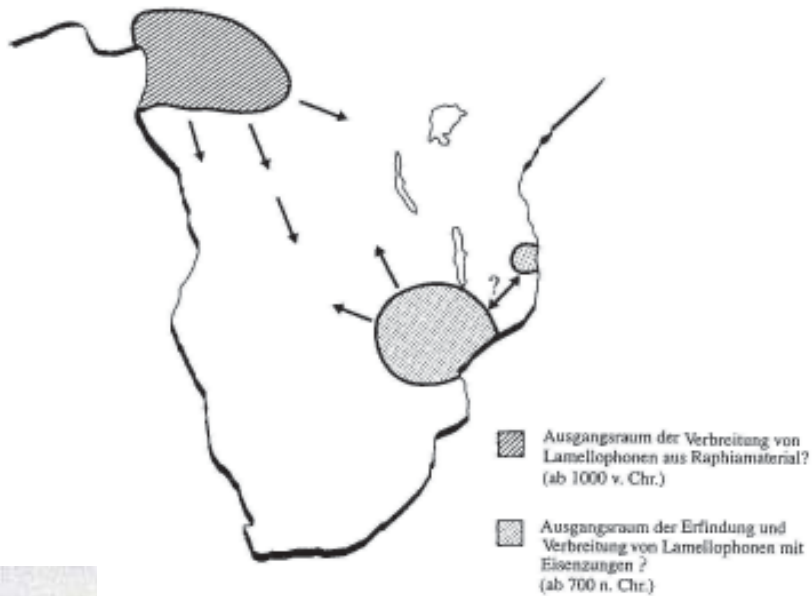 ?
Ausgangsraum der Verbreitung von
Lamellophonen aus Raphiamaterial?
(ab 1000 v. Chr.)
Ausgangsraum der Erfindung und
Verbreitung von Lamellophonen mit
Eisenzungen ?
(ab 700 n. Chr.)